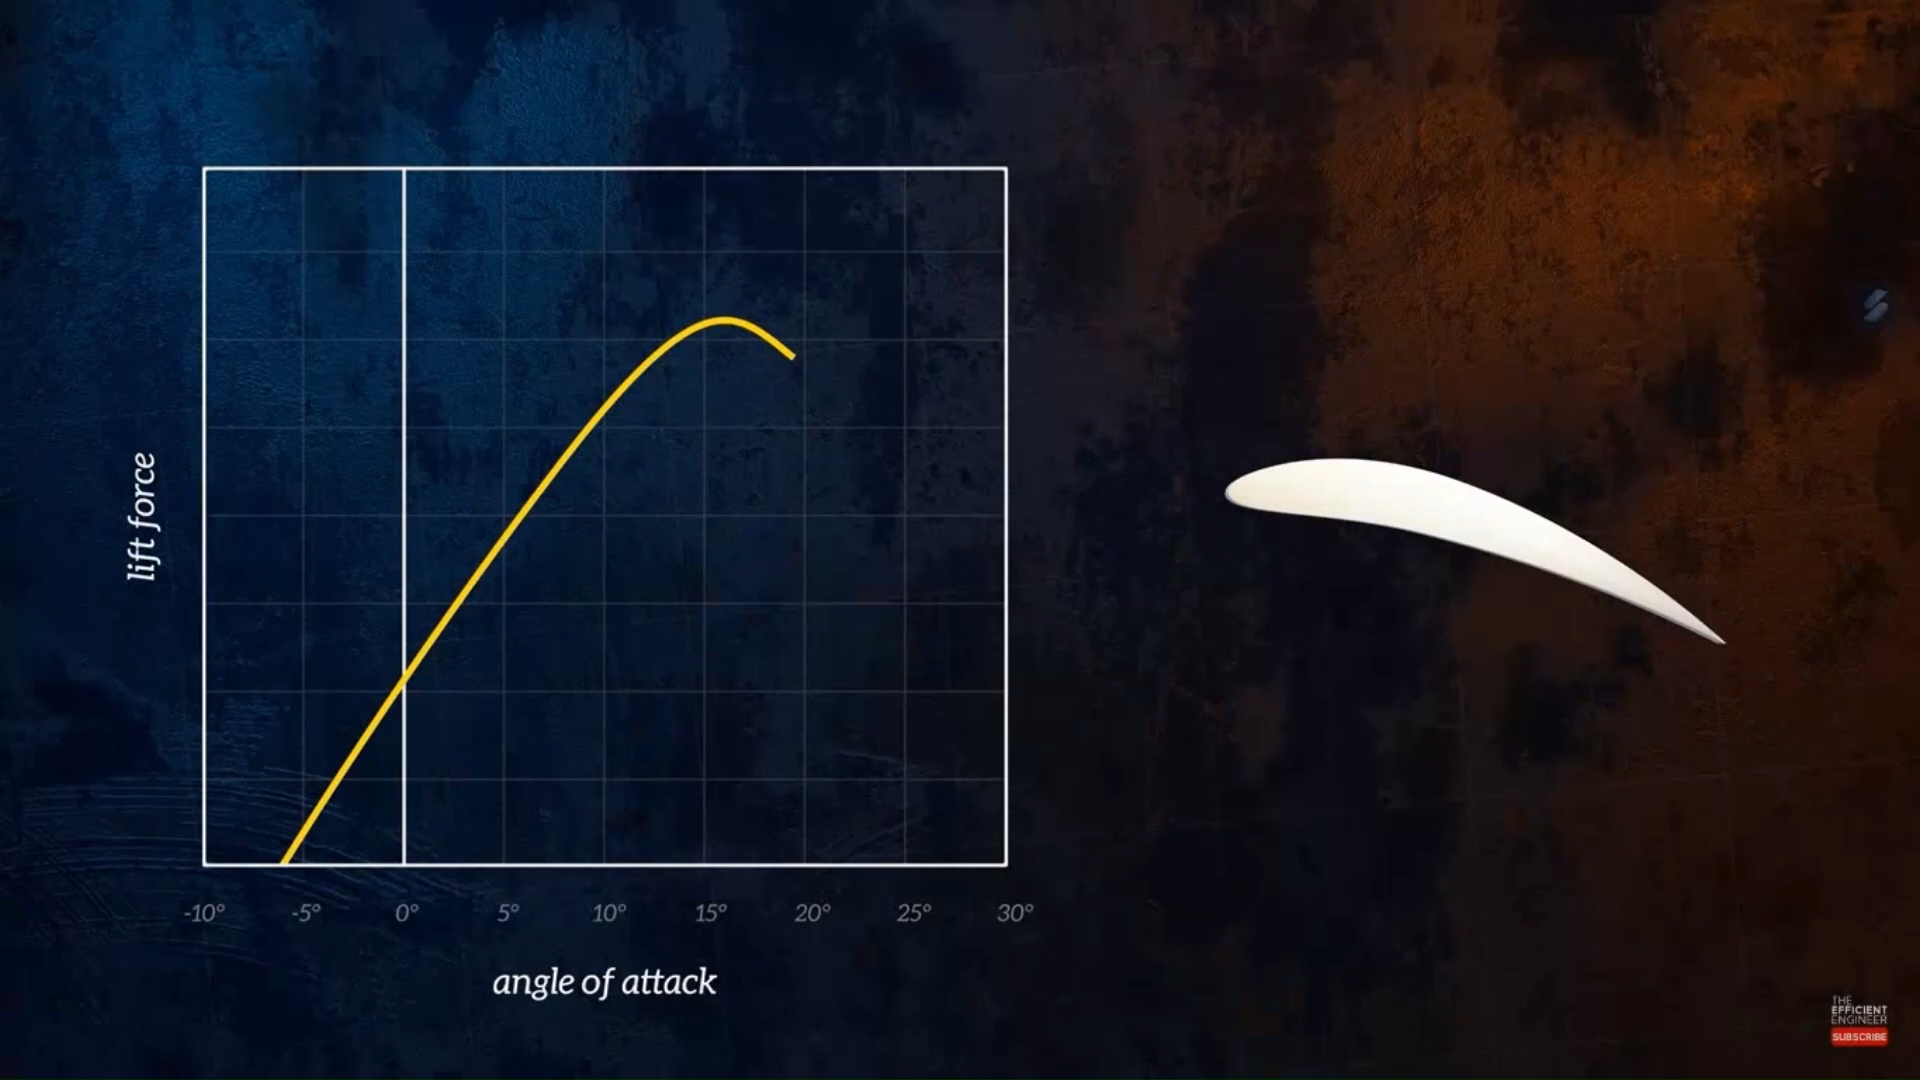 lift force
-10° -5° 0° 5° 10° 15° 20° 25° 30°
angle of attack
THE
EFFICIENT
ENGINEER
SUBSCRIBE